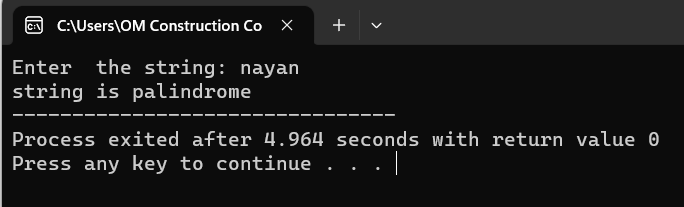 C:\Users\OM Construction Co
Enter  the string: nayan
string is palindrome
--------------------------------
Process exited after 4.964 seconds with return value 0
Press any key to continue . . .